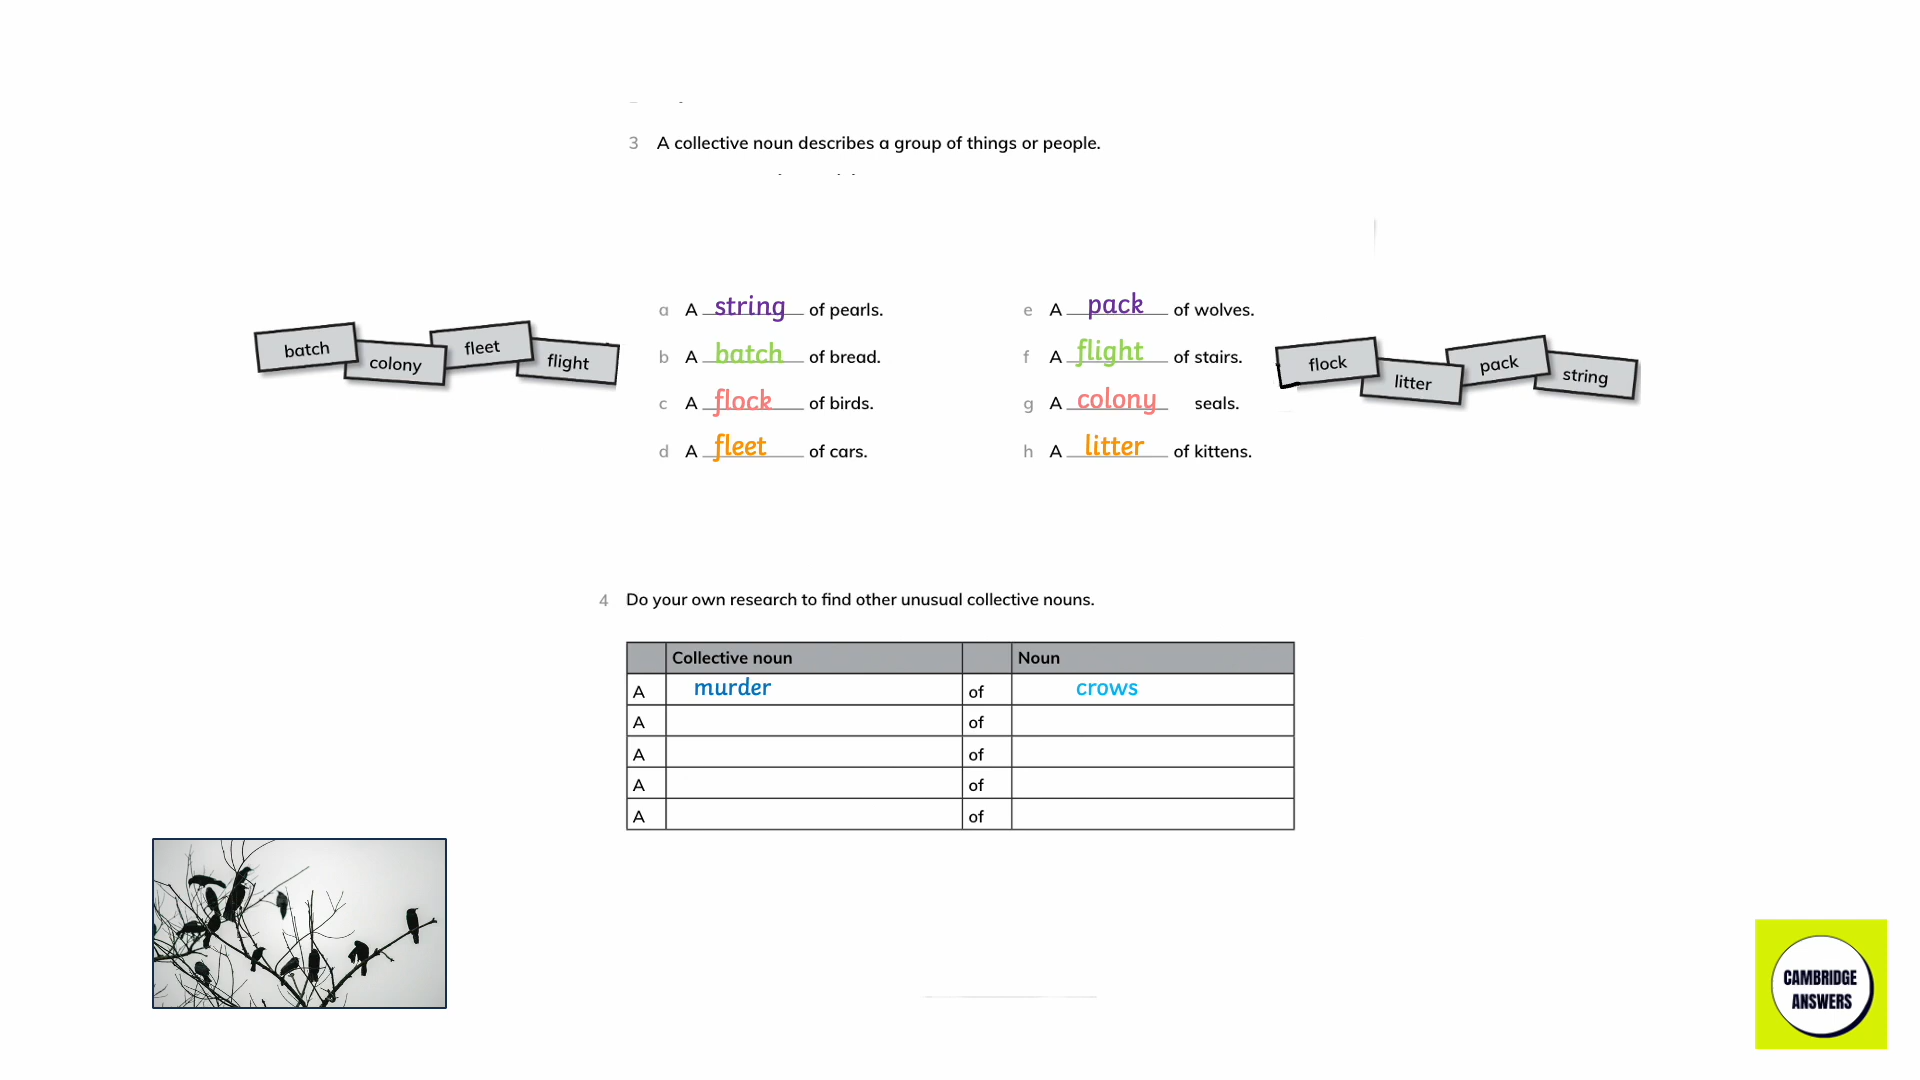 3 A collective noun describes a group of things or people.
batch
colony
fleet
flight
a A string of pearls.
b A batch of bread.
c A flock of birds.
d A fleet of cars.
e A pack of wolves.
f A flight of stairs.
g A colony seals.
h A litter of kittens.
flock
litter
pack
string
4 Do your own research to find other unusual collective nouns.
Collective noun Noun
A murder of crows
A of
A of
A of
A of
CAMBRIDGE
ANSWERS